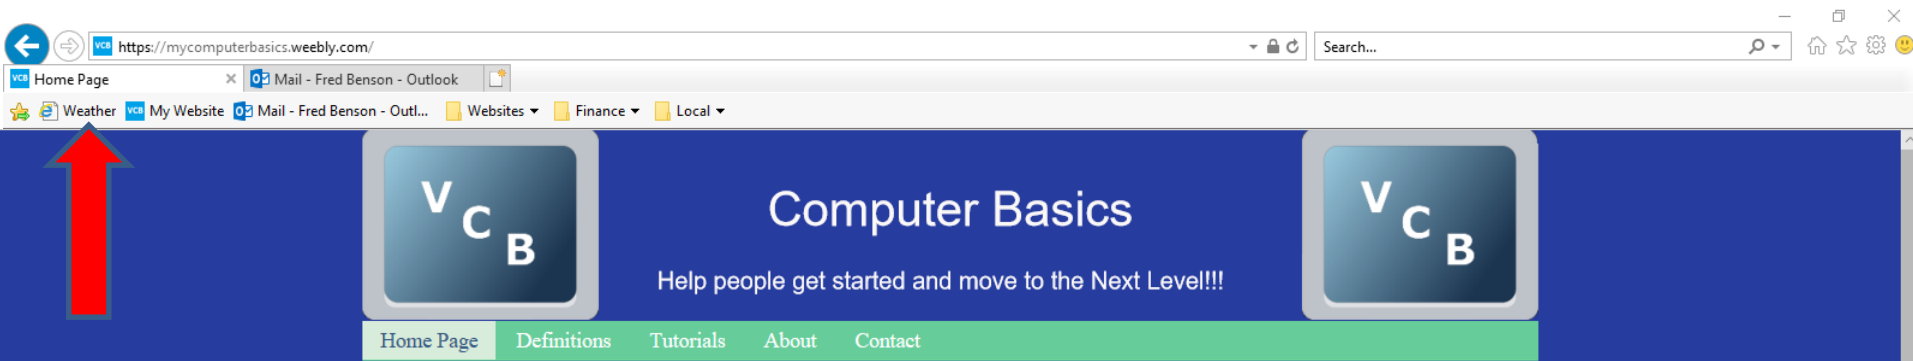 VCB https://mycomputerbasics.weebly.com/ Search...
VCB Home Page Mail - Fred Benson - Outlook
Weather VCB My Website Mail - Fred Benson - Outl... Websites Finance Local
V C B
Computer Basics
Help people get started and move to the Next Level!!!
V C B
Home Page Definitions Tutorials About Contact